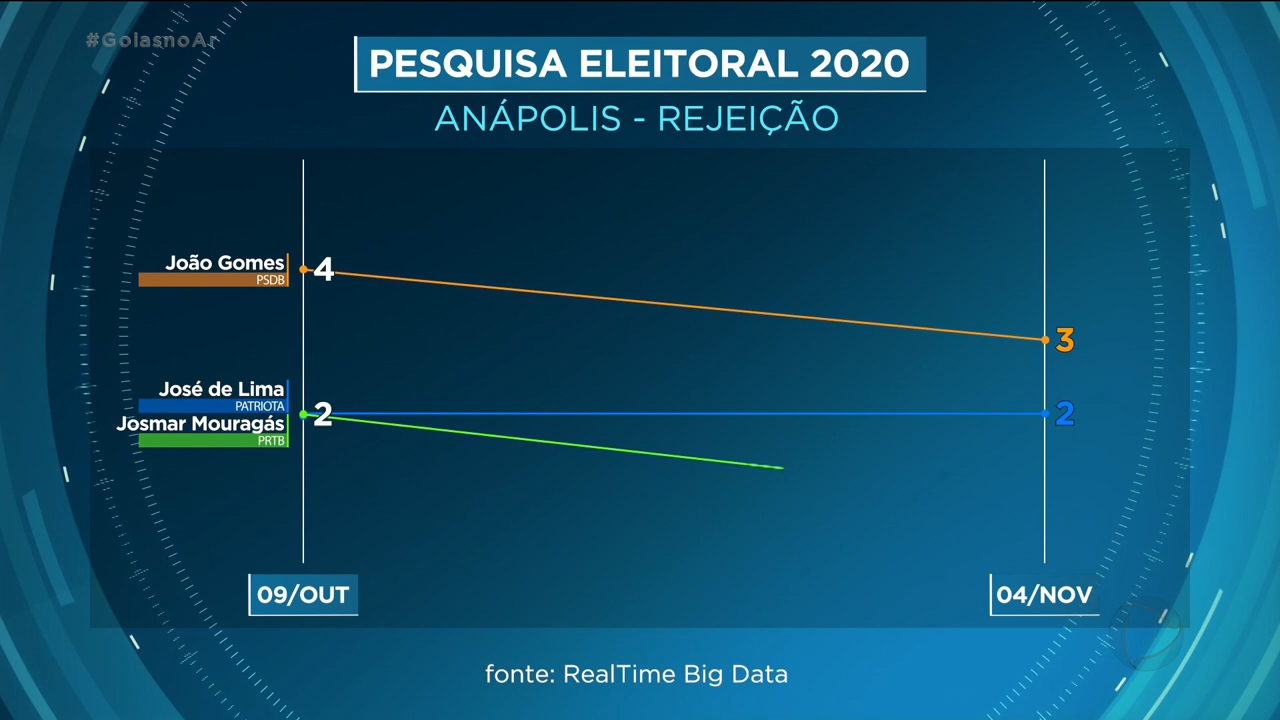 #GoiasnoAr
PESQUISA ELEITORAL 2020
ANÁPOLIS - REJEIÇÃO
João Gomes
PSDB
4
3
José de Lima
PATRIOTA
Josmar Mouragás
PRTB
2
2
09/OUT
04/NOV
fonte: RealTime Big Data